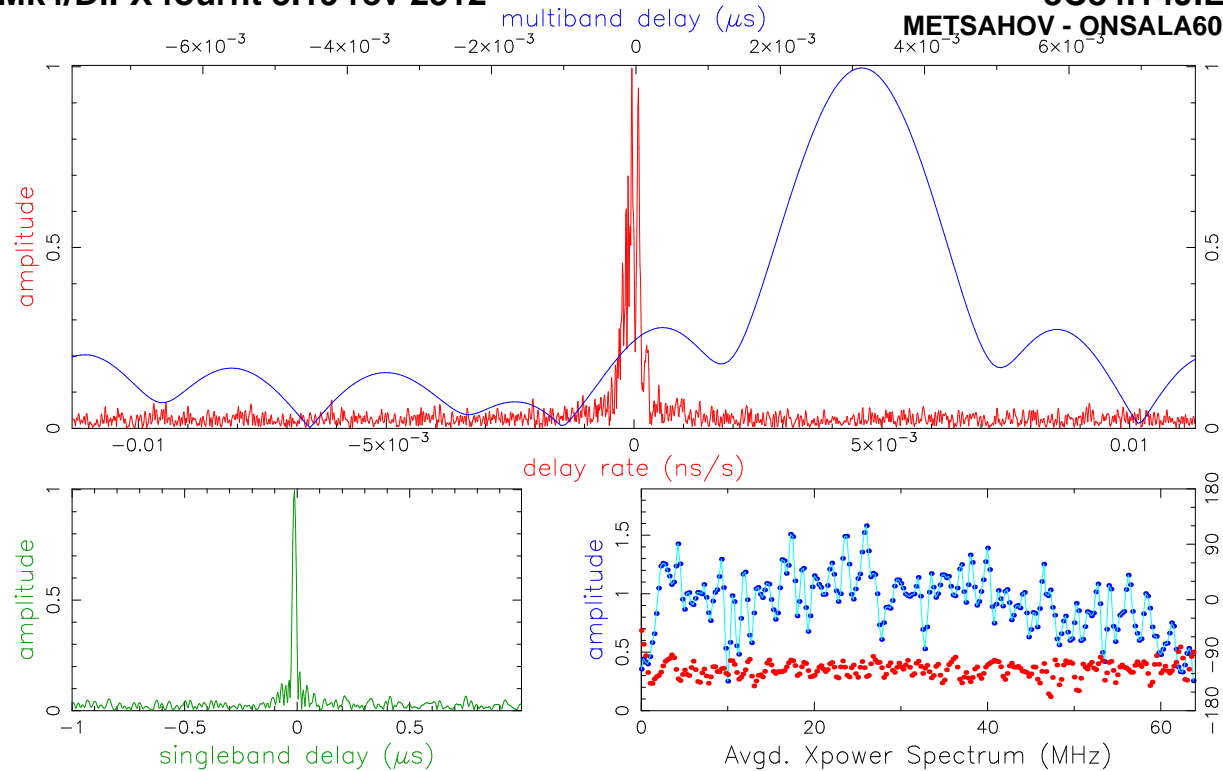 multiband delay (μs)
METSAHOV - ONSALA60
−6×10⁻³ −4×10⁻³ −2×10⁻³ 0 2×10⁻³ 4×10⁻³ 6×10⁻³
amplitude
0 0.5 1
0 0.5 1
−0.01 −5×10⁻³ 0 5×10⁻³ 0.01
delay rate (ns/s)
amplitude
0 0.5 1
−1 −0.5 0 0.5
singleband delay (μs)
amplitude
0 0.5 1 1.5
−180 −90 0 90 180
0 20 40 60
Avgd. Xpower Spectrum (MHz)